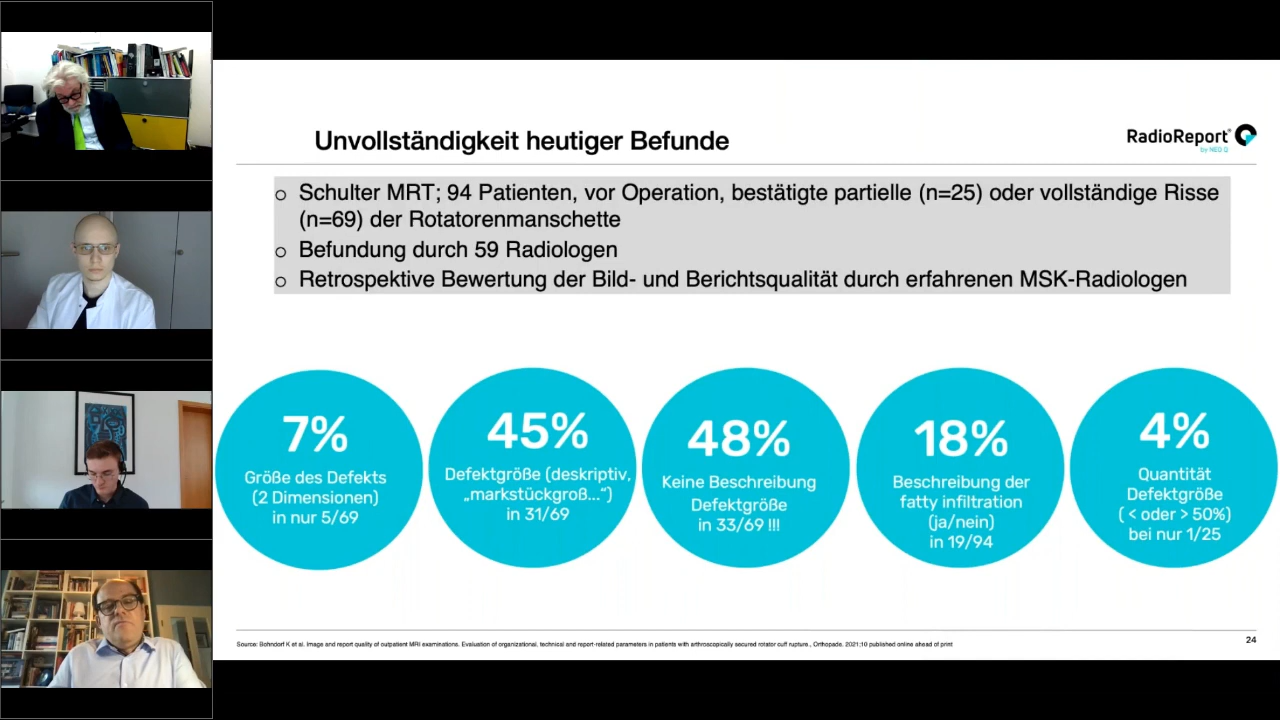 Unvollständigkeit heutiger Befunde
RadioReport®
by NEO Q
o Schulter MRT; 94 Patienten, vor Operation, bestätigte partielle (n=25) oder vollständige Risse
(n=69) der Rotatorenmanschette
o Befundung durch 59 Radiologen
o Retrospektive Bewertung der Bild- und Berichtsqualität durch erfahrenen MSK-Radiologen
7%
Größe des Defekts
(2 Dimensionen)
in nur 5/69
45%
Defektgröße (deskriptiv,
„markstückgroß...“)
in 31/69
48%
Keine Beschreibung
Defektgröße
in 33/69 !!!
18%
Beschreibung der
fatty infiltration
(ja/nein)
in 19/94
4%
Quantität
Defektgröße
( < oder > 50%)
bei nur 1/25
Source: Bohndorf K et al. Image and report quality of outpatient MRI examinations. Evaluation of organizational, technical and report-related parameters in patients with arthroscopically secured rotator cuff rupture., Orthopade, 2021;10 published online ahead of print
24